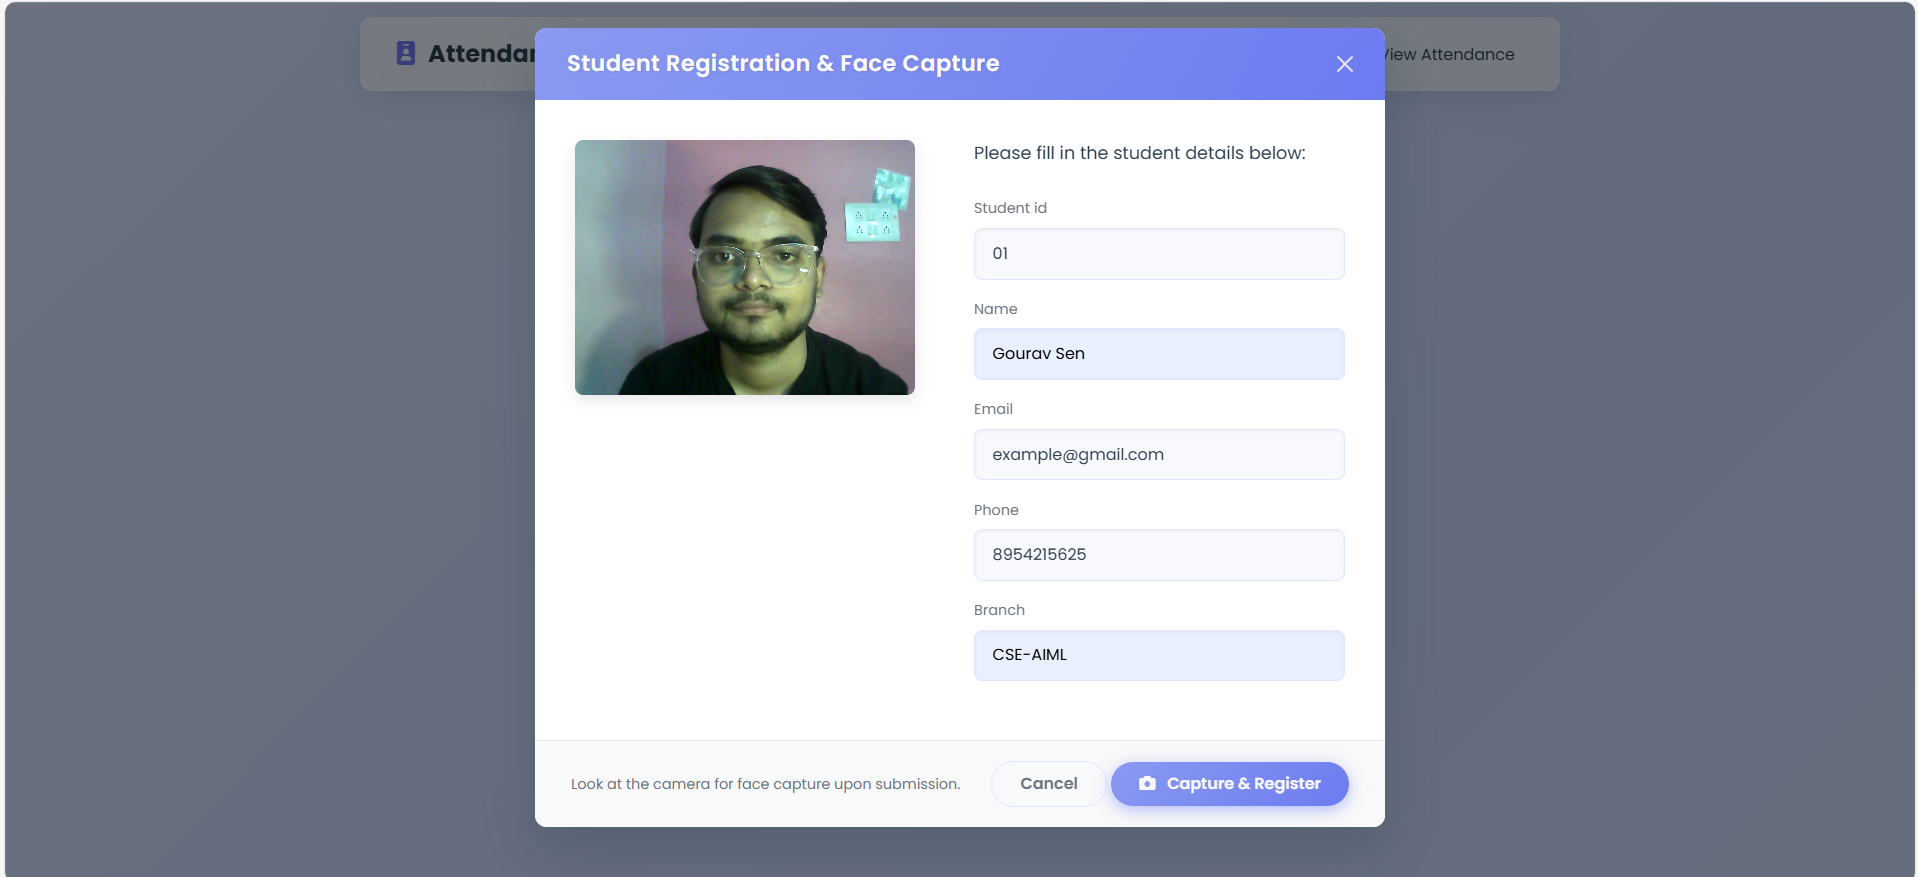 Attendan
Student Registration & Face Capture
View Attendance
Please fill in the student details below:
Student id
01
Name
Gourav Sen
Email
example@gmail.com
Phone
8954215625
Branch
CSE-AIML
Look at the camera for face capture upon submission.
Cancel
Capture & Register